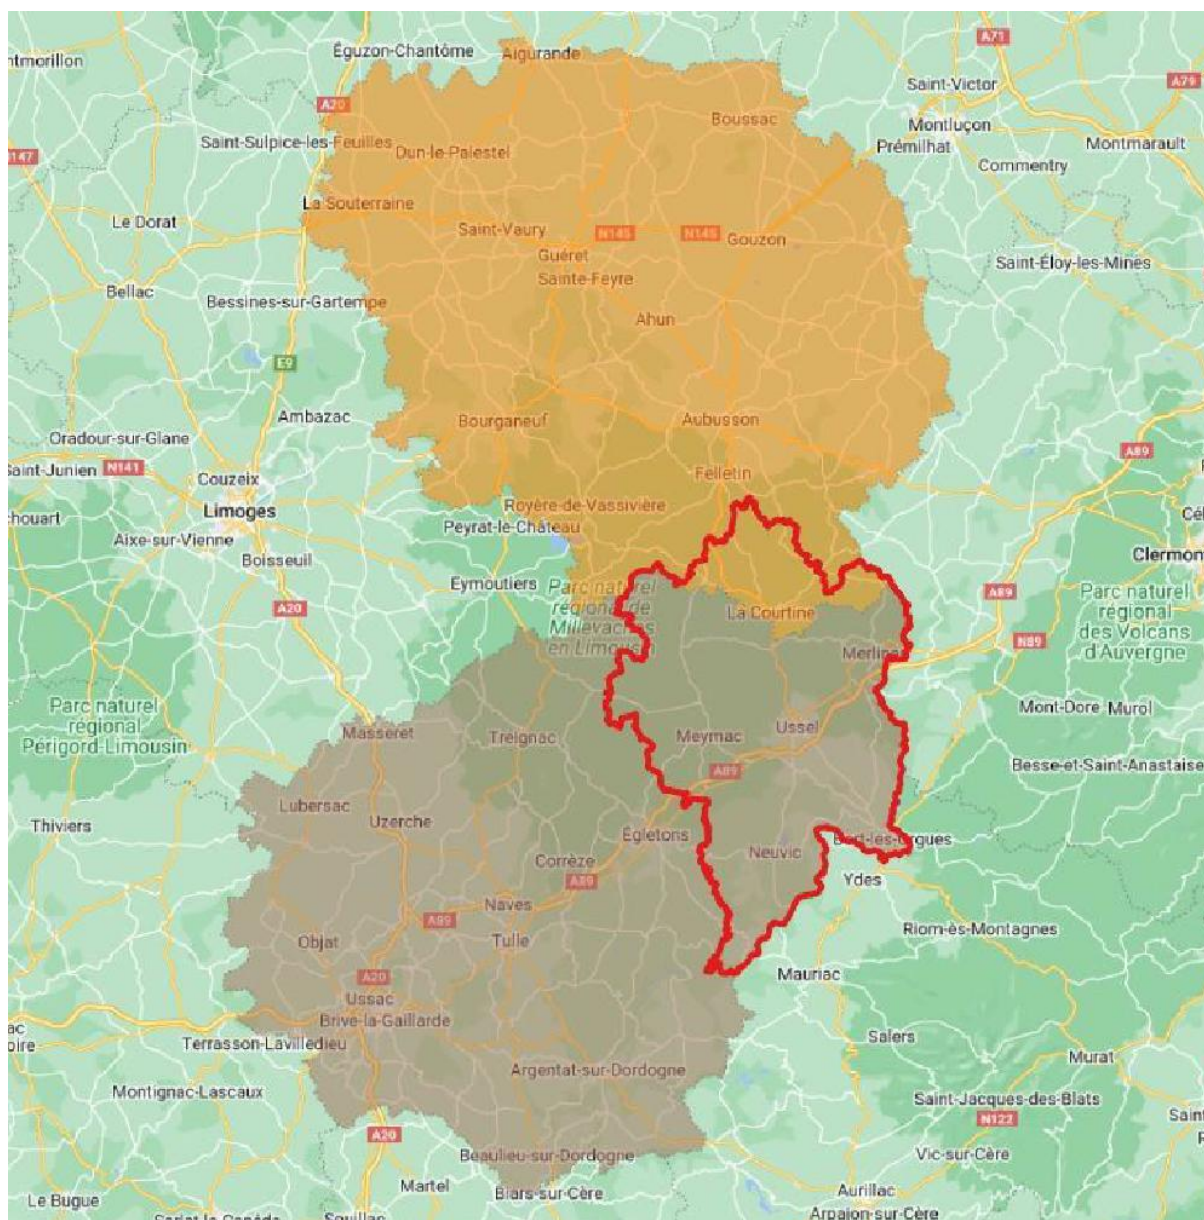 Éguzon-Chantôme
Aigurande
A71
ntmorillon
Saint-Victor
A79
A20
Boussac
Montluçon
Saint-Sulpice-les-Feuilles
Dun-le-Palestel
Prémilhat
Montmarault
N147
Commentry
La Souterraine
Le Dorat
Saint-Vaury
N145
N145
Gouzon
Guéret
Saint-Éloy-les-Mines
Sainte-Feyre
Bellac
Bessines-sur-Gartempe
Ahun
E9
Ambazac
Bourganeuf
Aubusson
Oradour-sur-Glane
A89
Saint-Junien
N141
Couzeix
Felletin
Limoges
Royère-de-Vassivière
chouart
Peyrat-le-Château
Aixe-sur-Vienne
Clermont
Boisseuil
Eymoutiers
Parc naturel
régional de
Millevaches
en Limousin
A20
La Courtine
A89
Parc naturel
régional
des Volcans
d'Auvergne
N89
Merlines
Parc naturel
régional
Périgord-Limousin
Mont-Dore
Murol
Masseret
Treignac
Meymac
Ussel
A89
Besse-et-Saint-Anastaise
Lubersac
Uzerche
Thiviers
Égletons
Bort-les-Orgues
Neuvic
Corrèze
A89
Ydes
Naves
A89
Riom-ès-Montagnes
Objat
Tulle
A20
Mauriac
Ussac
Brive-la-Gaillarde
Salers
Terrasson-Lavilledieu
Murat
Argentat-sur-Dordogne
Montignac-Lascaux
Saint-Jacques-des-Blats
N122
A20
Beaulieu-sur-Dordogne
Vic-sur-Cère
Martel
Biars-sur-Cère
Le Bugue
Aurillac
Arpajon-sur-Cère